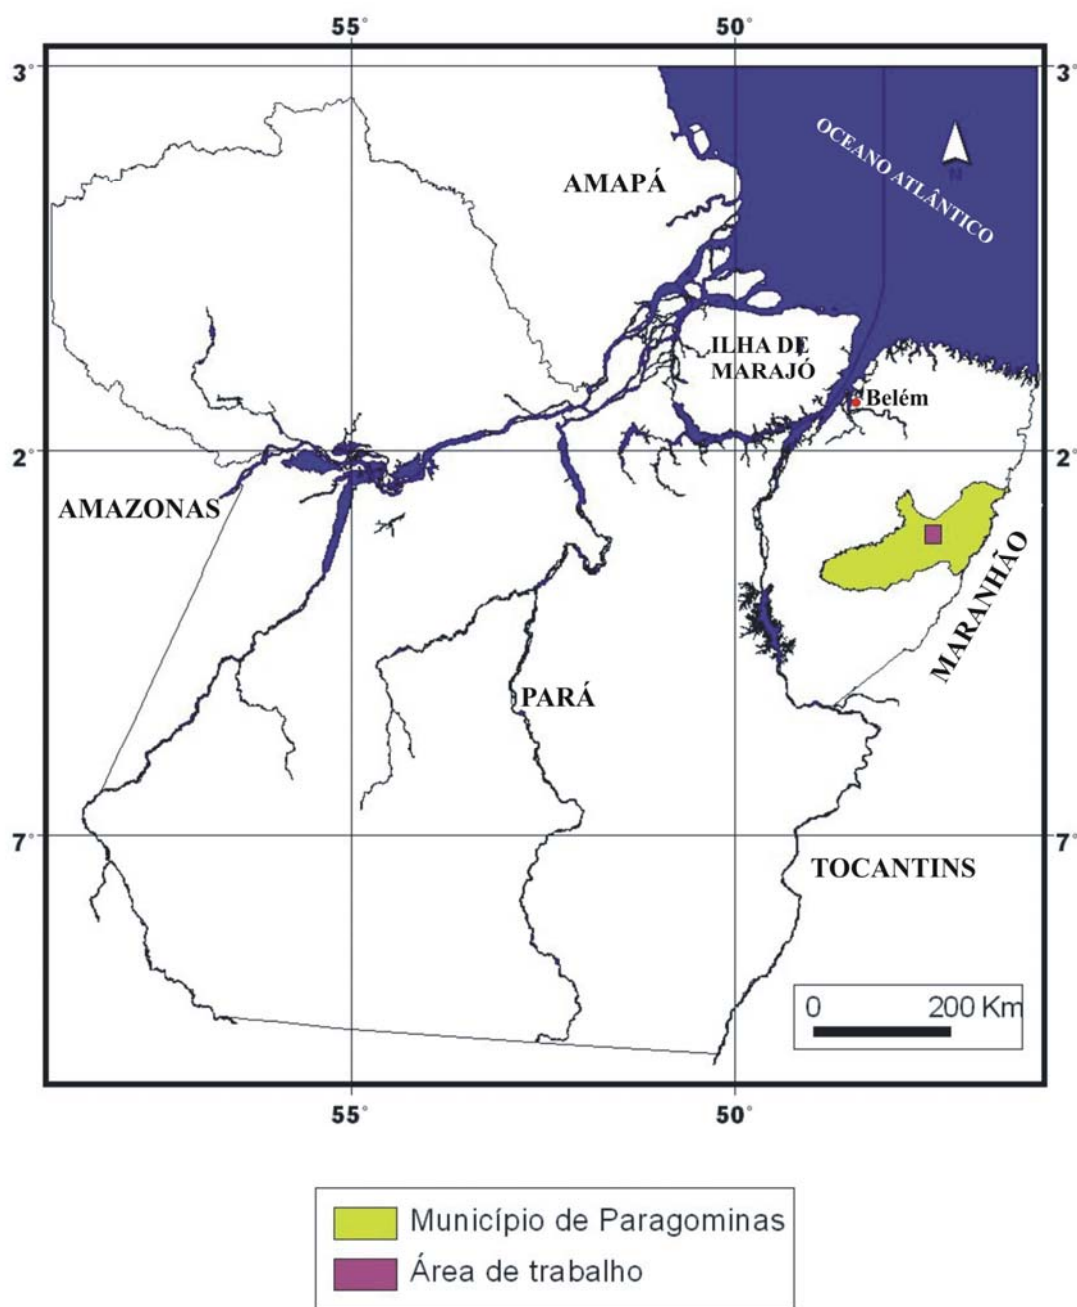 55° 50°
3° 3°
OCEANO ATLÂNTICO
N
AMAPÁ
ILHA DE
MARAJÓ
Belém
2° 2°
AMAZONAS
MARANHÃO
PARÁ
7° 7°
TOCANTINS
0 200 Km
55° 50°
Município de Paragominas
Área de trabalho